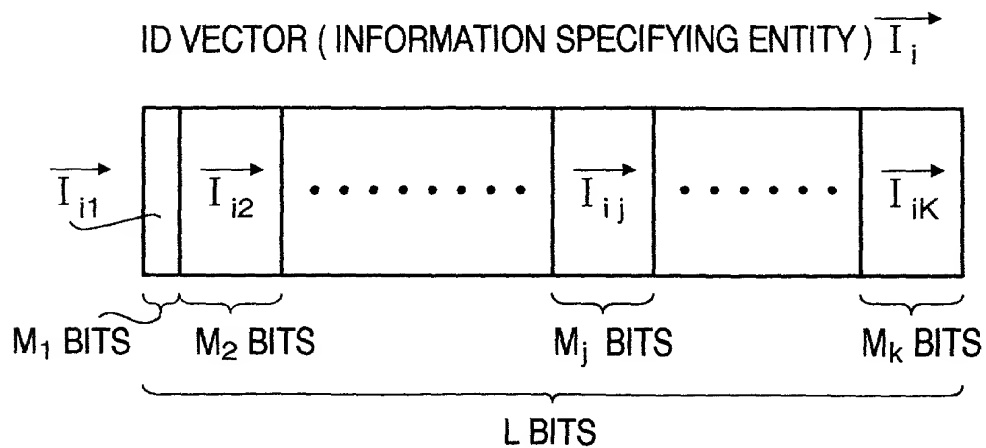 ID VECTOR ( INFORMATION SPECIFYING ENTITY ) I⃗i
I⃗i1 I⃗i2 ........ I⃗ij ...... I⃗iK
M1 BITS M2 BITS Mj BITS Mk BITS
L BITS